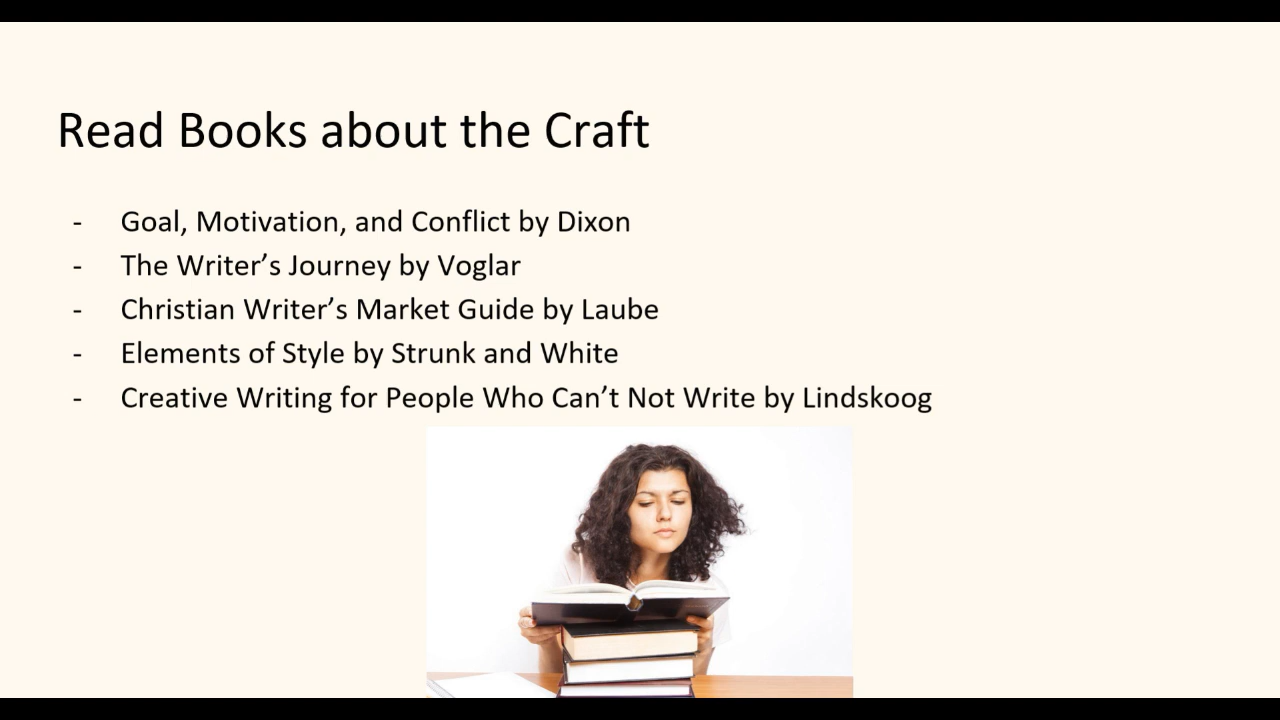 Read Books about the Craft
- Goal, Motivation, and Conflict by Dixon
- The Writer’s Journey by Voglar
- Christian Writer’s Market Guide by Laube
- Elements of Style by Strunk and White
- Creative Writing for People Who Can’t Not Write by Lindskoog